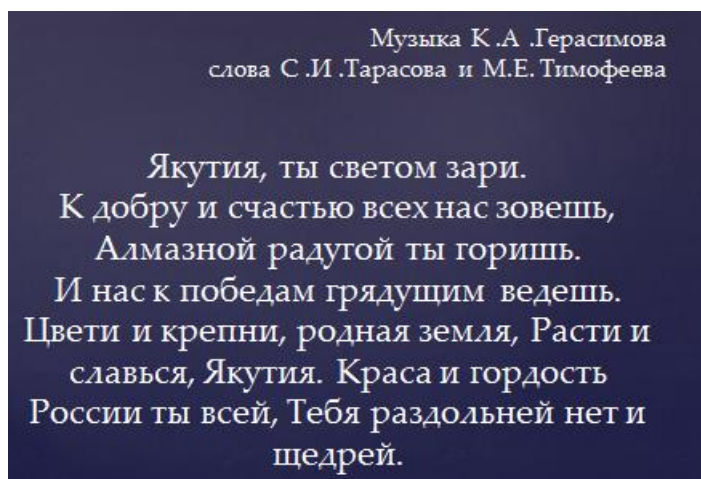 Музыка К .А .Герасимова
слова С .И .Тарасова и М.Е. Тимофеева
Якутия, ты светом зари.
К добру и счастью всех нас зовешь,
Алмазной радугой ты горишь.
И нас к победам грядущим ведешь.
Цвети и крепни, родная земля, Расти и
славься, Якутия. Краса и гордость
России ты всей, Тебя раздольней нет и
щедрей.